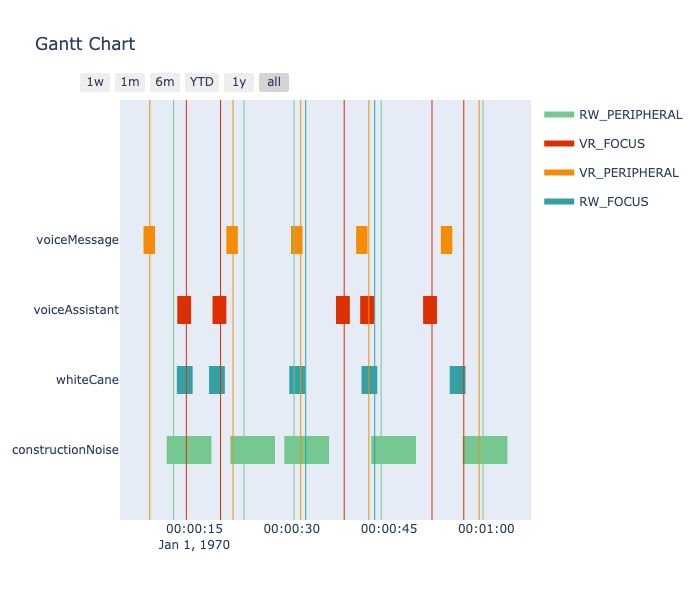 Gantt Chart
1w
1m
6m
YTD
1y
all
RW_PERIPHERAL
VR_FOCUS
VR_PERIPHERAL
RW_FOCUS
voiceMessage
voiceAssistant
whiteCane
constructionNoise
00:00:15
Jan 1, 1970
00:00:30
00:00:45
00:01:00